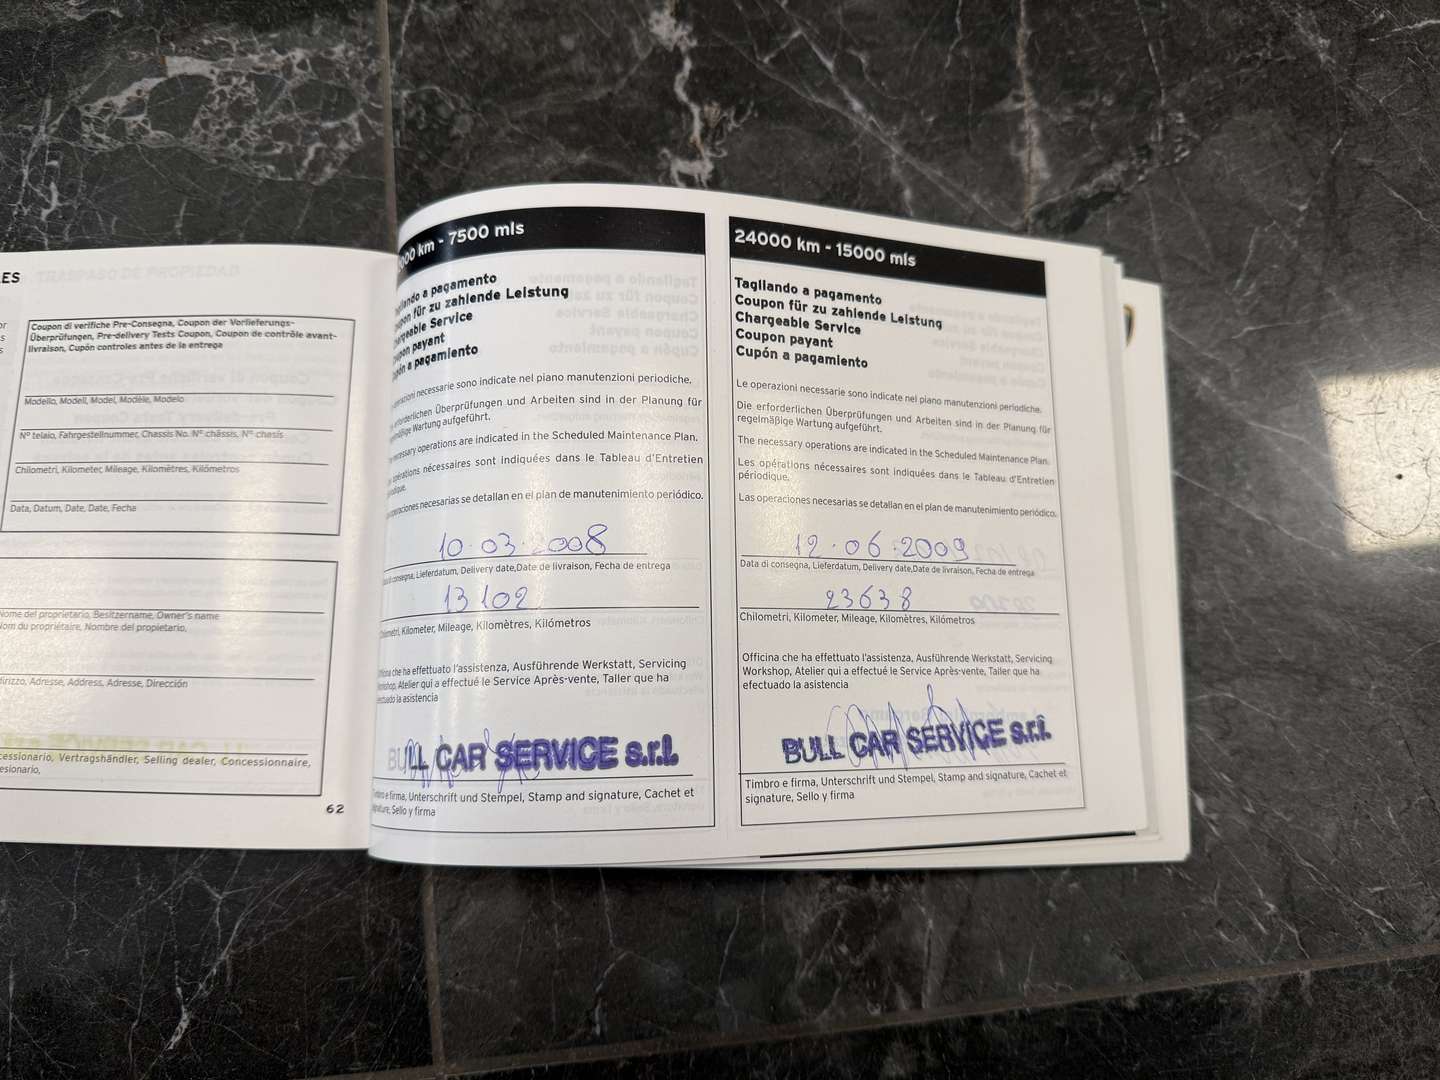 TRASPASO DE PROPIEDAD
Coupon di verifiche Pre-Consegna, Coupon der Vorlieferungs-
Überprüfungen, Pre-delivery Tests Coupon, Coupon de contrôle avant-
livraison, Cupón controles antes de la entrega
Modello, Modell, Model, Modèle, Modelo
N° telaio, Fahrgestellnummer, Chassis No. N° châssis, N° chasis
Chilometri, Kilometer, Mileage, Kilomètres, Kilómetros
Data, Datum, Date, Date, Fecha
Nome del proprietario, Besitzername, Owner's name
Nom du propriétaire, Nombre del propietario,
Adresse, Address, Adresse, Dirección
Vertragshändler, Selling dealer, Concessionnaire,
62
km - 7500 mls
a pagamento
für zu zahlende Leistung
Service
payant
a pagamiento
necessarie sono indicate nel piano manutenzioni periodiche.
Überprüfungen und Arbeiten sind in der Planung für
regelmäßige Wartung aufgeführt.
necessary operations are indicated in the Scheduled Maintenance Plan.
opérations nécessaires sont indiquées dans le Tableau d'Entretien
operaciones necesarias se detallan en el plan de manutenimiento periódico.
10·03·2008
consegna, Lieferdatum, Delivery date,Date de livraison, Fecha de entrega
13102
Chilometri, Kilometer, Mileage, Kilomètres, Kilómetros
Officina che ha effettuato l'assistenza, Ausführende Werkstatt, Servicing
Workshop, Atelier qui a effectué le Service Après-vente, Taller que ha
efectuado la asistencia
BULL CAR SERVICE s.r.l.
Timbro e firma, Unterschrift und Stempel, Stamp and signature, Cachet et
signature, Sello y firma
24000 km - 15000 mls
Tagliando a pagamento
Coupon für zu zahlende Leistung
Chargeable Service
Coupon payant
Cupón a pagamiento
Le operazioni necessarie sono indicate nel piano manutenzioni periodiche.
Die erforderlichen Überprüfungen und Arbeiten sind in der Planung für
regelmäßige Wartung aufgeführt.
The necessary operations are indicated in the Scheduled Maintenance Plan.
Les opérations nécessaires sont indiquées dans le Tableau d'Entretien
périodique.
Las operaciones necesarias se detallan en el plan de manutenimiento periódico.
12·06·2009
Data di consegna, Lieferdatum, Delivery date,Date de livraison, Fecha de entrega
23638
Chilometri, Kilometer, Mileage, Kilomètres, Kilómetros
Officina che ha effettuato l'assistenza, Ausführende Werkstatt, Servicing
Workshop, Atelier qui a effectué le Service Après-vente, Taller que ha
efectuado la asistencia
BULL CAR SERVICE s.r.l.
Timbro e firma, Unterschrift und Stempel, Stamp and signature, Cachet et
signature, Sello y firma